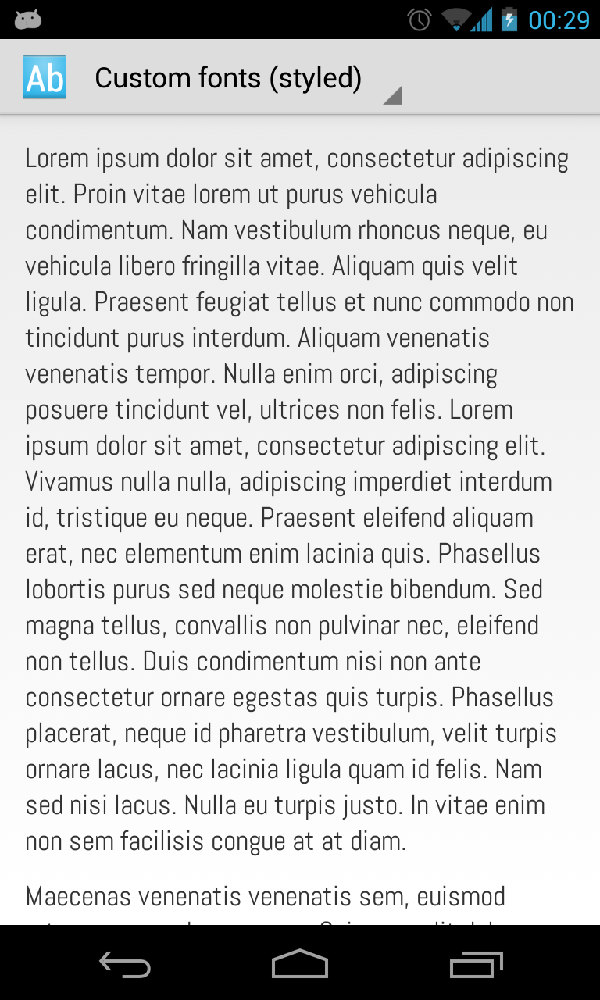 00:29
Ab Custom fonts (styled)
Lorem ipsum dolor sit amet, consectetur adipiscing
elit. Proin vitae lorem ut purus vehicula
condimentum. Nam vestibulum rhoncus neque, eu
vehicula libero fringilla vitae. Aliquam quis velit
ligula. Praesent feugiat tellus et nunc commodo non
tincidunt purus interdum. Aliquam venenatis
venenatis tempor. Nulla enim orci, adipiscing
posuere tincidunt vel, ultrices non felis. Lorem
ipsum dolor sit amet, consectetur adipiscing elit.
Vivamus nulla nulla, adipiscing imperdiet interdum
id, tristique eu neque. Praesent eleifend aliquam
erat, nec elementum enim lacinia quis. Phasellus
lobortis purus sed neque molestie bibendum. Sed
magna tellus, convallis non pulvinar nec, eleifend
non tellus. Duis condimentum nisi non ante
consectetur ornare egestas quis turpis. Phasellus
placerat, neque id pharetra vestibulum, velit turpis
ornare lacus, nec lacinia ligula quam id felis. Nam
sed nisi lacus. Nulla eu turpis justo. In vitae enim
non sem facilisis congue at at diam.
Maecenas venenatis venenatis sem, euismod